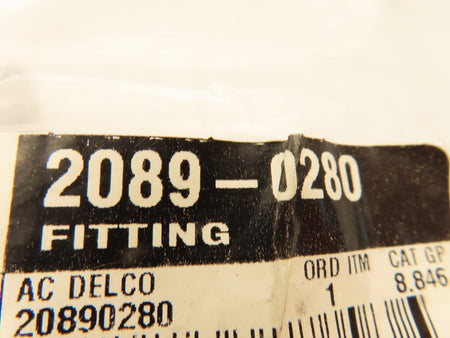 2089-0280
FITTING
AC DELCO ORD ITM CAT GP
20890280 1 8.846